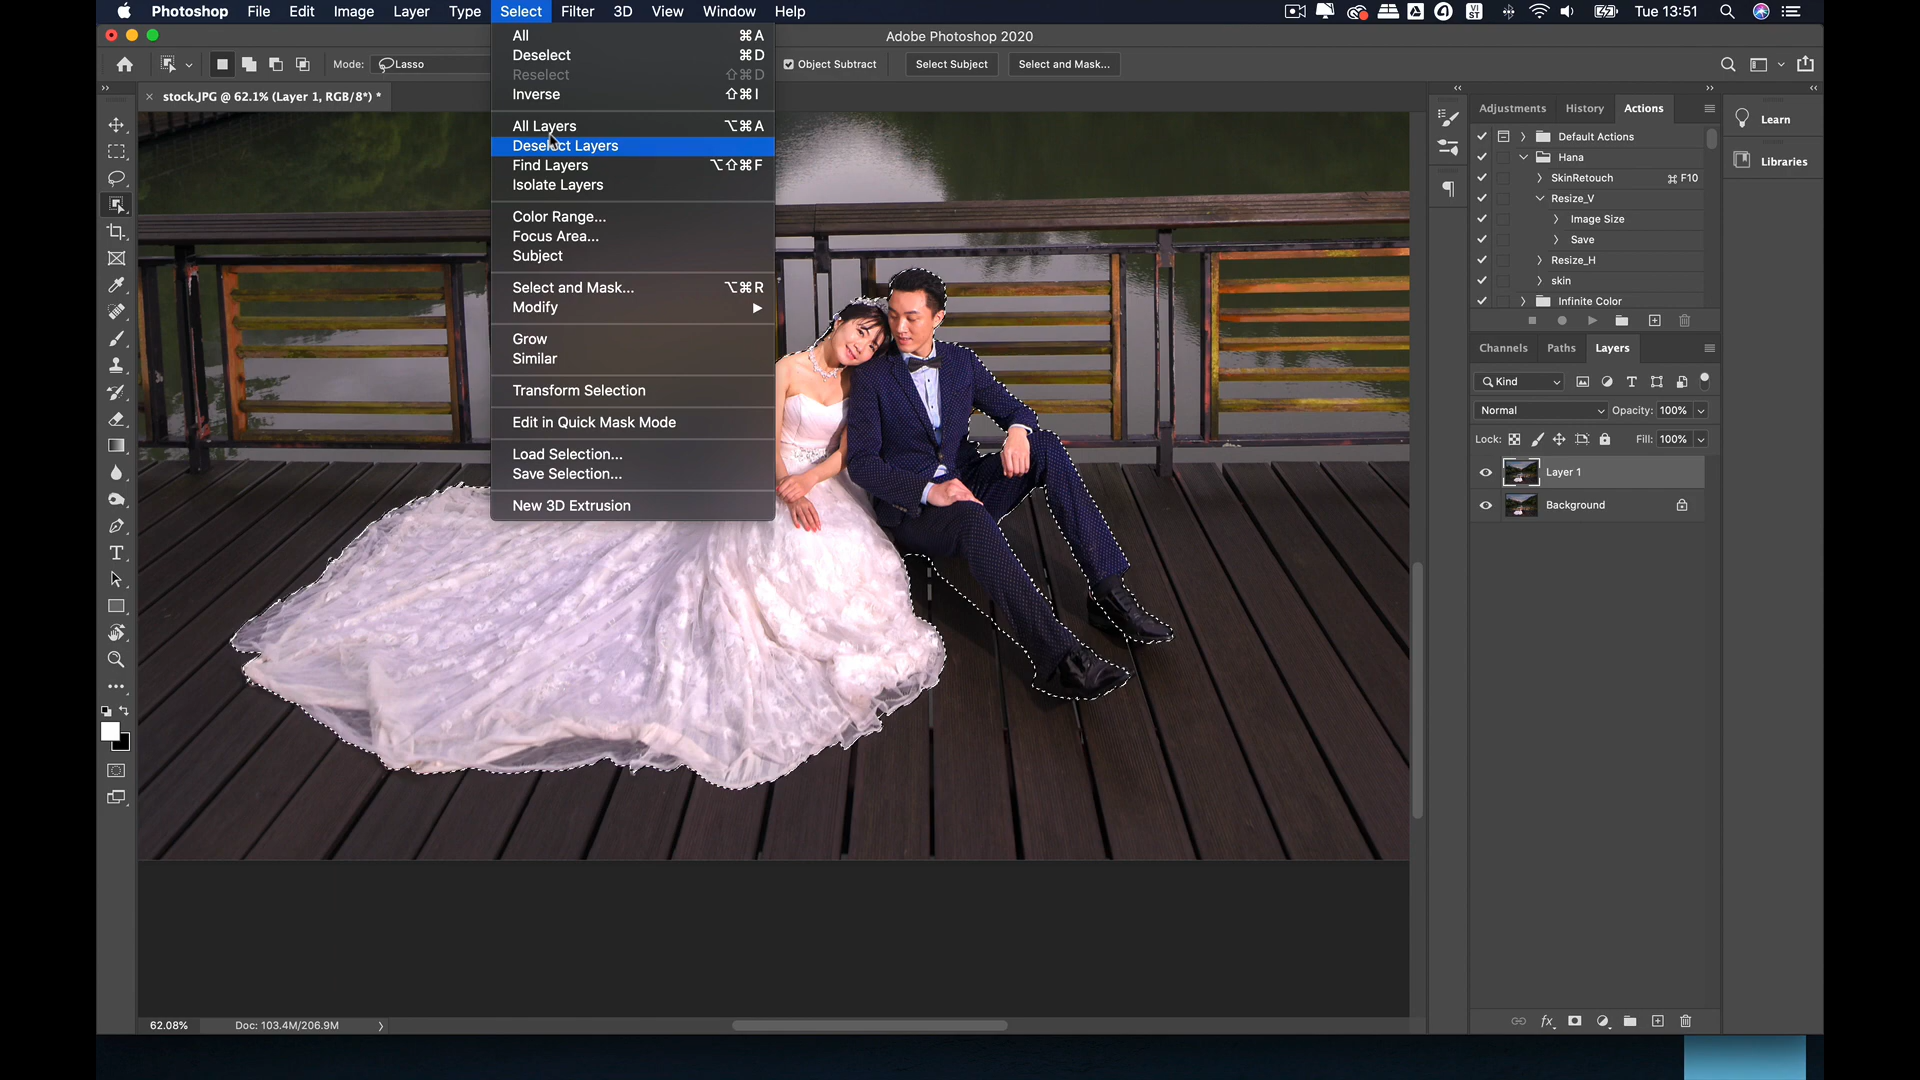 Photoshop File Edit Image Layer Type Select Filter 3D View Window Help
Tue 13:51
Adobe Photoshop 2020
Mode: Lasso
Object Subtract
Select Subject
Select and Mask...
stock.JPG @ 62.1% (Layer 1, RGB/8*) *
All ⌘A
Deselect ⌘D
Reselect ⇧⌘D
Inverse ⇧⌘I
All Layers ⌥⌘A
Deselect Layers
Find Layers ⌥⇧⌘F
Isolate Layers
Color Range...
Focus Area...
Subject
Select and Mask... ⌥⌘R
Modify
Grow
Similar
Transform Selection
Edit in Quick Mask Mode
Load Selection...
Save Selection...
New 3D Extrusion
Adjustments History Actions
Default Actions
Hana
SkinRetouch ⌘ F10
Resize_V
Image Size
Save
Resize_H
skin
Infinite Color
Channels Paths Layers
Kind
Normal Opacity: 100%
Lock: Fill: 100%
Layer 1
Background
Learn
Libraries
62.08% Doc: 103.4M/206.9M